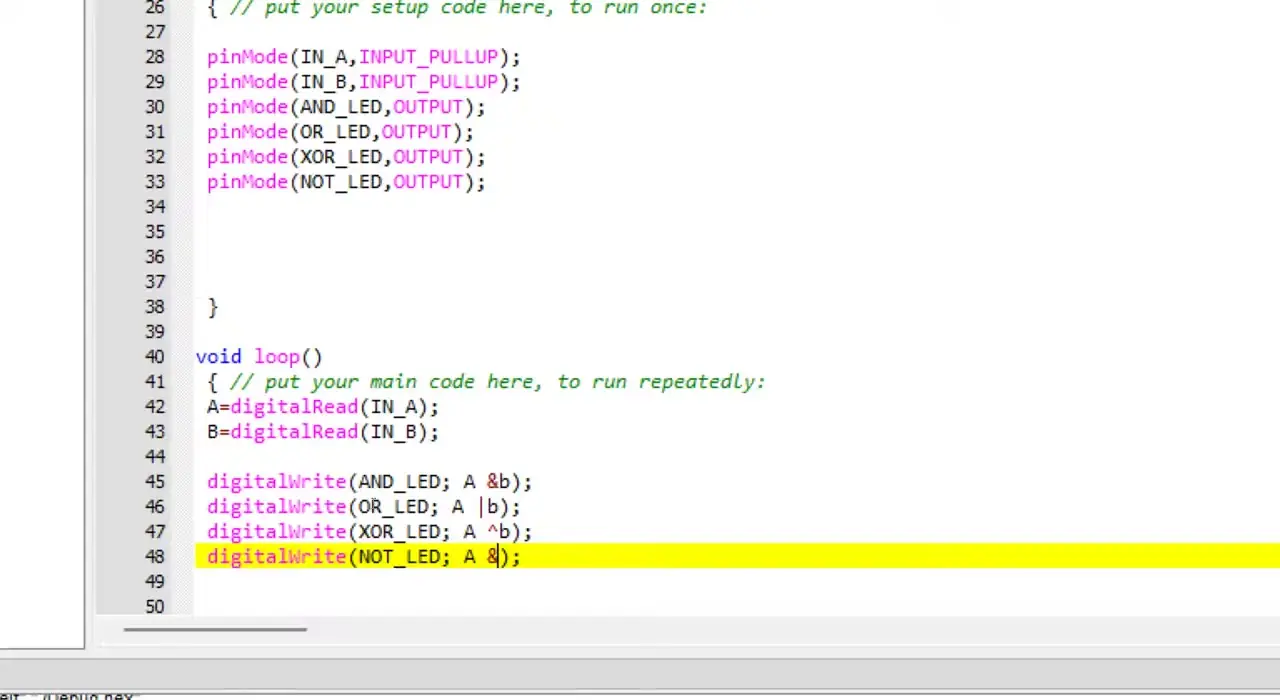 26 { // put your setup code here, to run once:
27
28 pinMode(IN_A,INPUT_PULLUP);
29 pinMode(IN_B,INPUT_PULLUP);
30 pinMode(AND_LED,OUTPUT);
31 pinMode(OR_LED,OUTPUT);
32 pinMode(XOR_LED,OUTPUT);
33 pinMode(NOT_LED,OUTPUT);
34
35
36
37
38 }
39
40 void loop()
41 { // put your main code here, to run repeatedly:
42 A=digitalRead(IN_A);
43 B=digitalRead(IN_B);
44
45 digitalWrite(AND_LED; A &b);
46 digitalWrite(OR_LED; A |b);
47 digitalWrite(XOR_LED; A ^b);
48 digitalWrite(NOT_LED; A &);
49
50